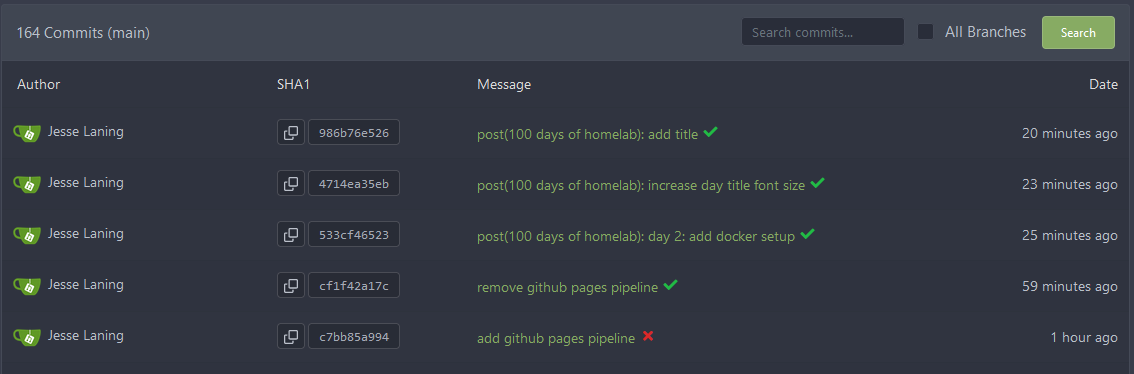 164 Commits (main) Search commits... All Branches Search
Author SHA1 Message Date
Jesse Laning 986b76e526 post(100 days of homelab): add title 20 minutes ago
Jesse Laning 4714ea35eb post(100 days of homelab): increase day title font size 23 minutes ago
Jesse Laning 533cf46523 post(100 days of homelab): day 2: add docker setup 25 minutes ago
Jesse Laning cf1f42a17c remove github pages pipeline 59 minutes ago
Jesse Laning c7bb85a994 add github pages pipeline 1 hour ago